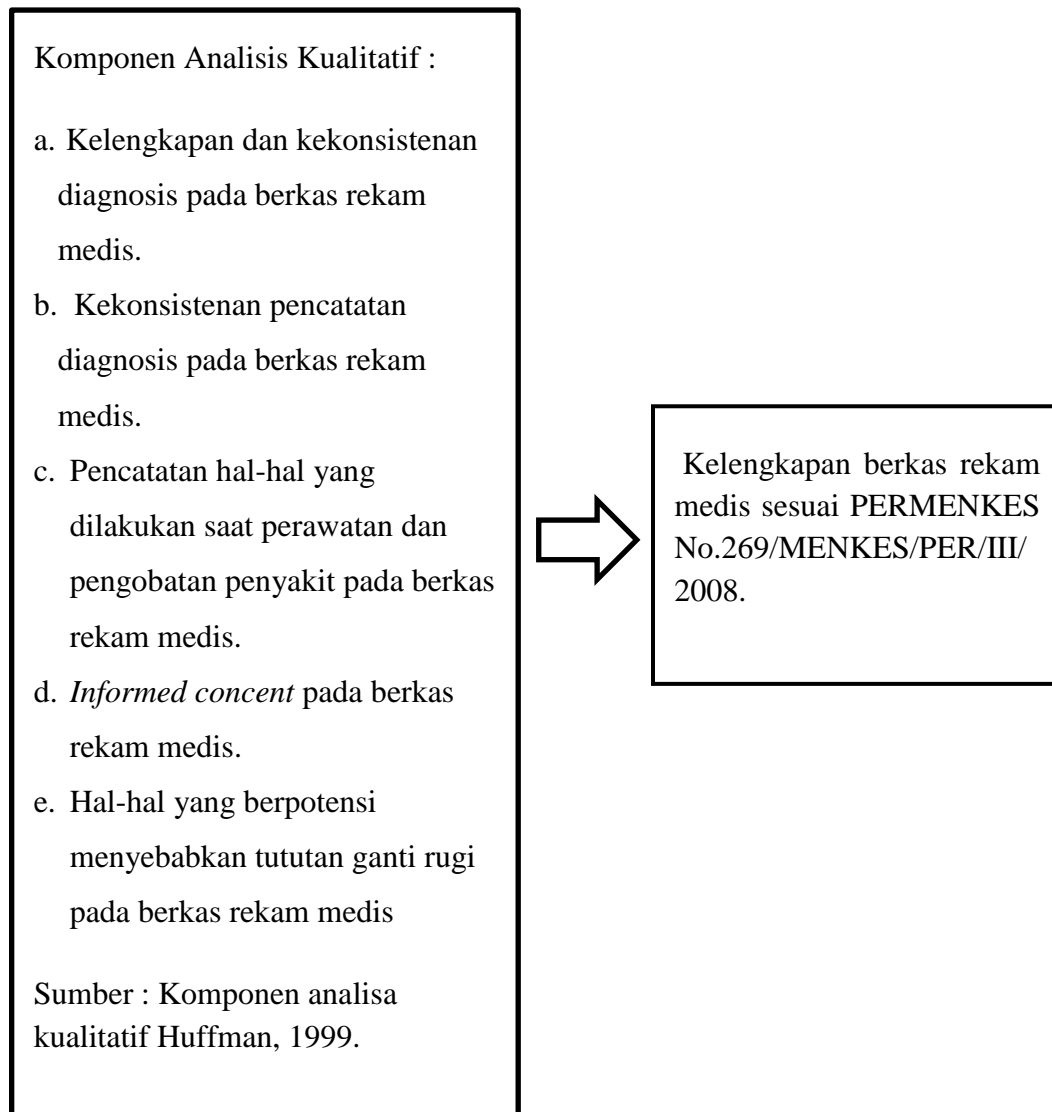 Komponen Analisis Kualitatif :
a. Kelengkapan dan kekonsistenan
diagnosis pada berkas rekam
medis.
b. Kekonsistenan pencatatan
diagnosis pada berkas rekam
medis.
c. Pencatatan hal-hal yang
dilakukan saat perawatan dan
pengobatan penyakit pada berkas
rekam medis.
d. Informed concent pada berkas
rekam medis.
e. Hal-hal yang berpotensi
menyebabkan tututan ganti rugi
pada berkas rekam medis
Sumber : Komponen analisa
kualitatif Huffman, 1999.
Kelengkapan berkas rekam
medis sesuai PERMENKES
No.269/MENKES/PER/III/
2008.